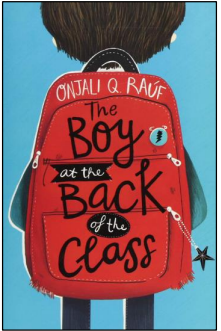 ONJALI Q. RAÚF
The
Boy
at the
Back
of the
Class